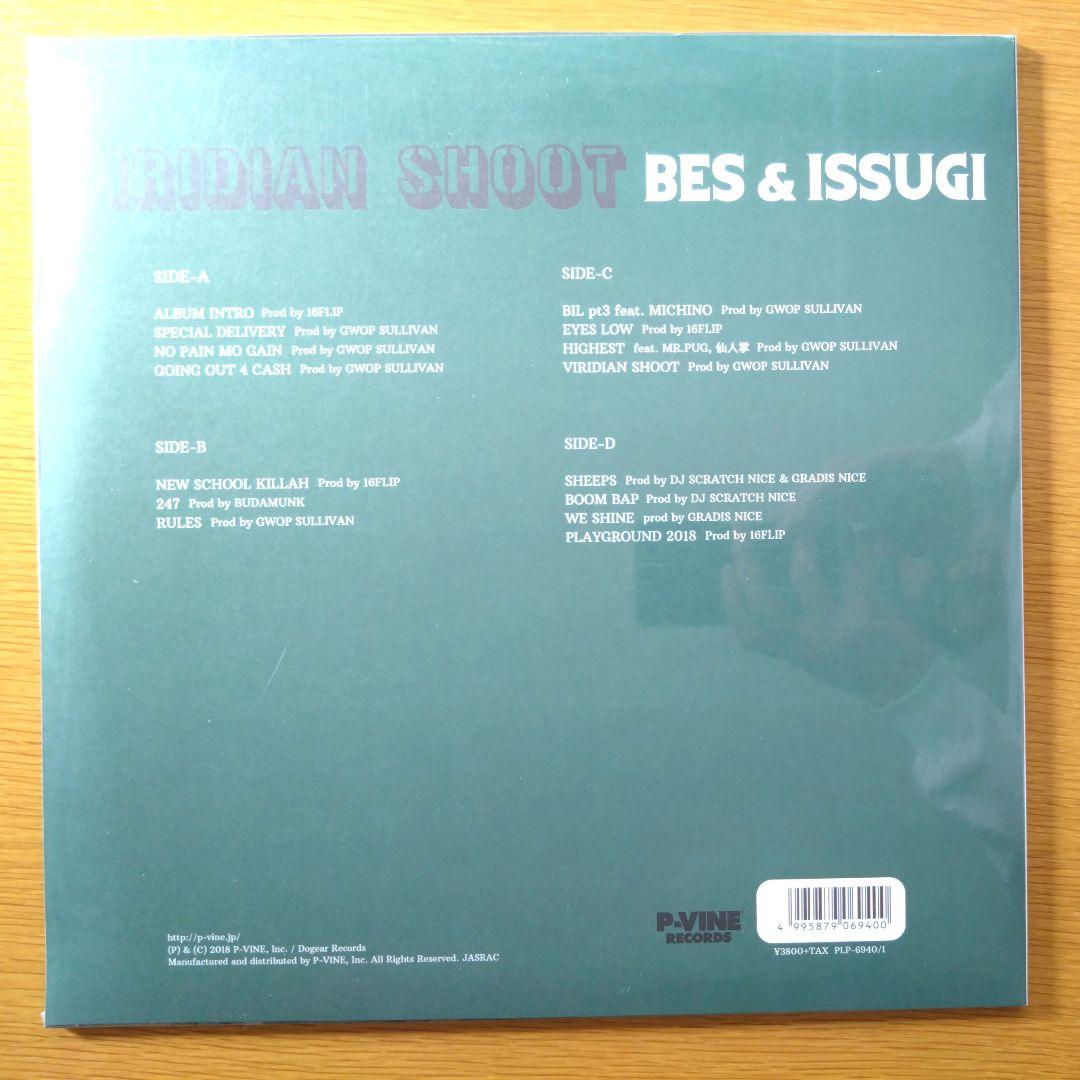 VIRIDIAN SHOOT BES & ISSUGI
SIDE-A
ALBUM INTRO Prod by 16FLIP
SPECIAL DELIVERY Prod by GWOP SULLIVAN
NO PAIN MO GAIN Prod by GWOP SULLIVAN
GOING OUT 4 CASH Prod by GWOP SULLIVAN
SIDE-B
NEW SCHOOL KILLAH Prod by 16FLIP
247 Prod by BUDAMUNK
RULES Prod by GWOP SULLIVAN
SIDE-C
BIL pt3 feat. MICHINO Prod by GWOP SULLIVAN
EYES LOW Prod by 16FLIP
HIGHEST feat. MR.PUG, 仙人掌 Prod by GWOP SULLIVAN
VIRIDIAN SHOOT Prod by GWOP SULLIVAN
SIDE-D
SHEEPS Prod by DJ SCRATCH NICE & GRADIS NICE
BOOM BAP Prod by DJ SCRATCH NICE
WE SHINE prod by GRADIS NICE
PLAYGROUND 2018 Prod by 16FLIP
http://p-vine.jp/
(P) & (C) 2018 P-VINE, Inc. / Dogear Records
Manufactured and distributed by P-VINE, Inc. All Rights Reserved. JASRAC
P-VINE
RECORDS
4 995879 069400
¥3800+TAX PLP-6940/1